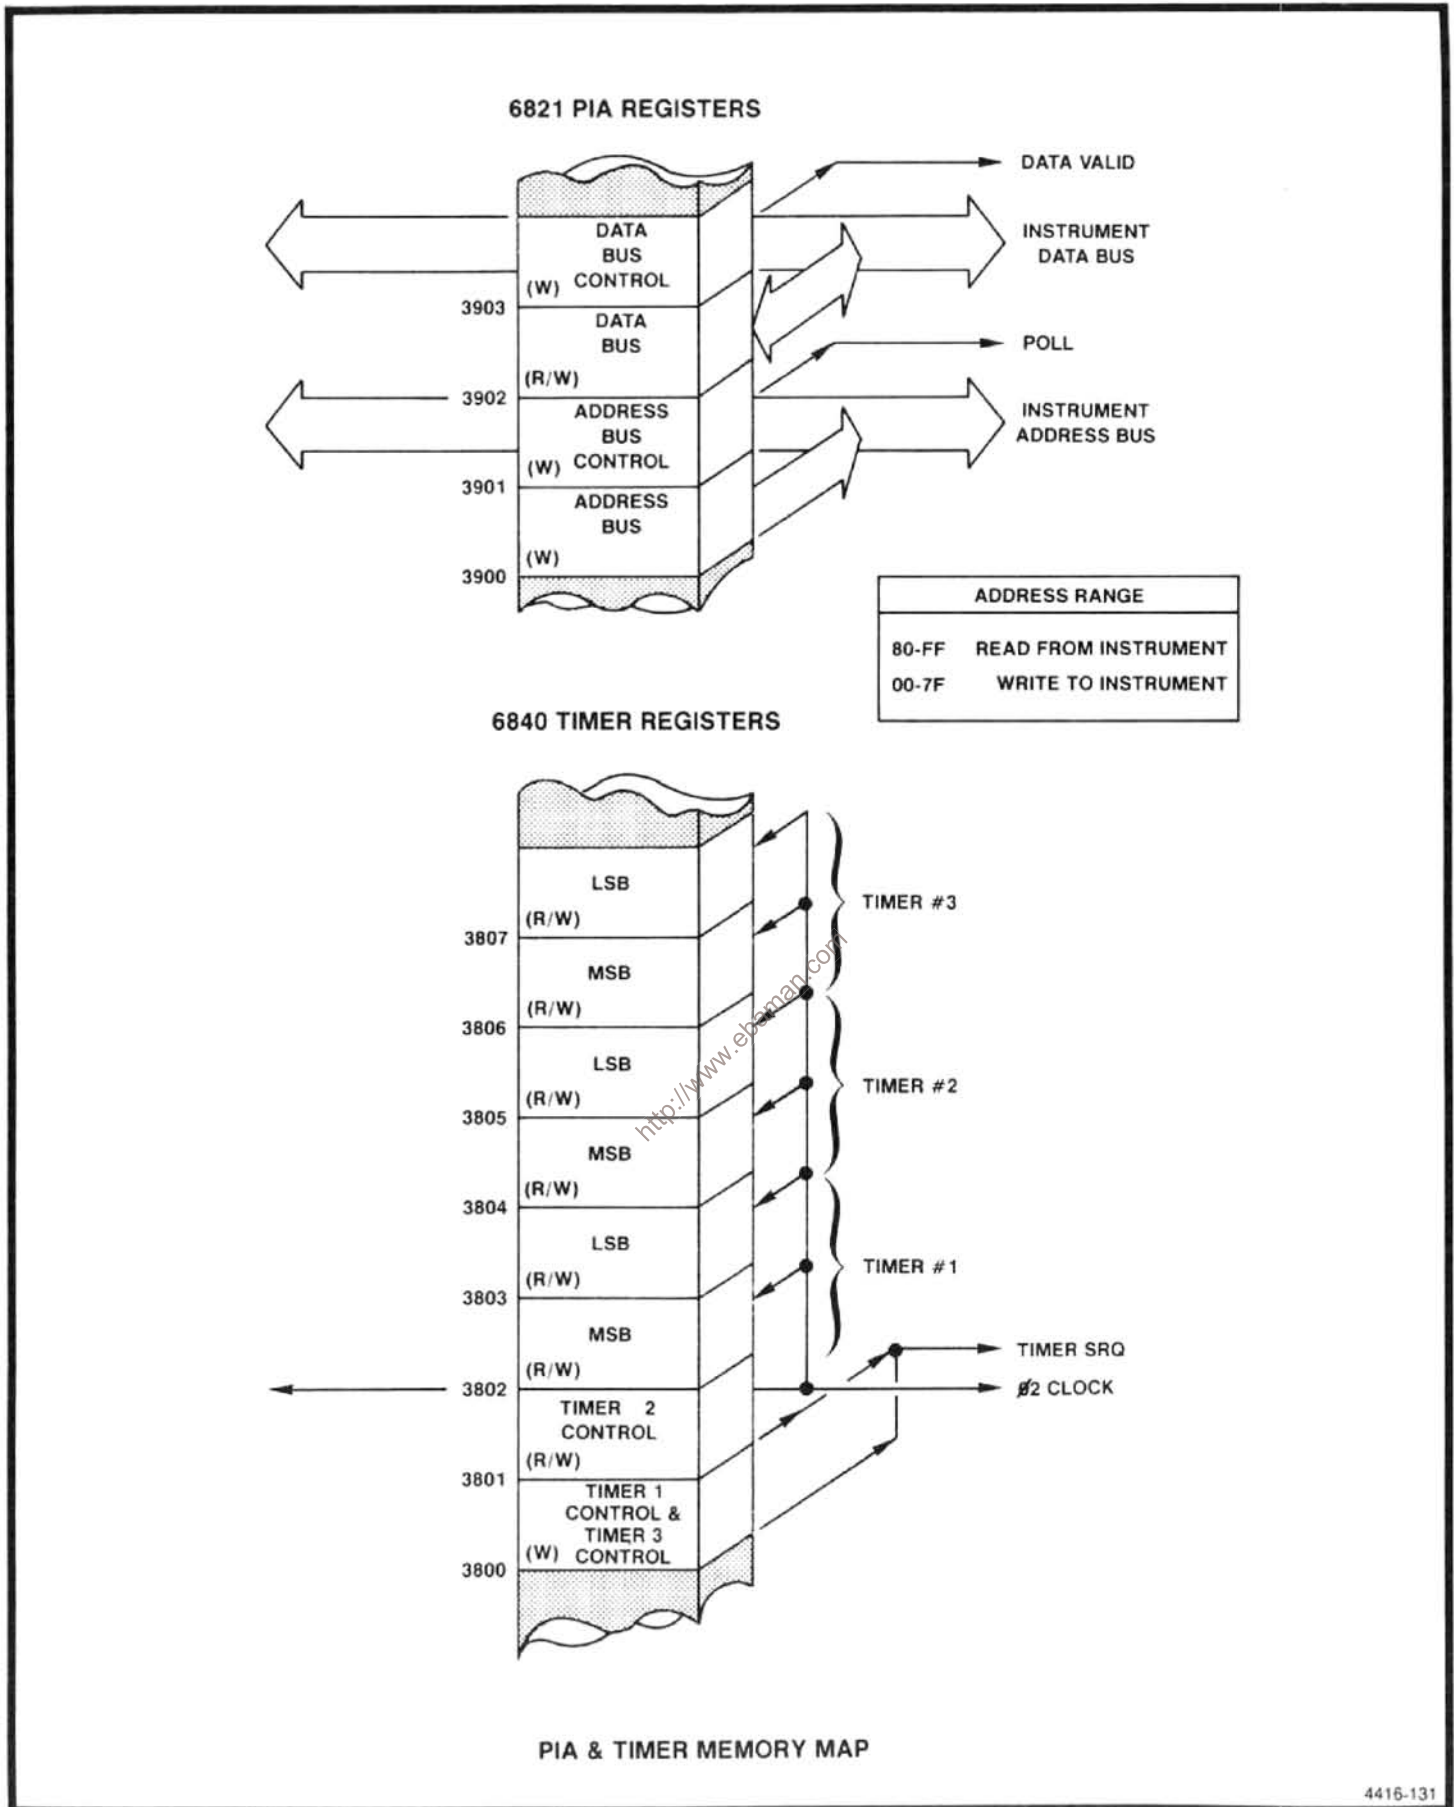 6821 PIA REGISTERS
DATA VALID
DATA
BUS
CONTROL
(W)
INSTRUMENT
DATA BUS
3903
DATA
BUS
(R/W)
POLL
3902
ADDRESS
BUS
CONTROL
(W)
INSTRUMENT
ADDRESS BUS
3901
ADDRESS
BUS
(W)
3900
ADDRESS RANGE
80-FF READ FROM INSTRUMENT
00-7F WRITE TO INSTRUMENT
6840 TIMER REGISTERS
LSB
(R/W)
TIMER #3
3807
MSB
(R/W)
3806
LSB
(R/W)
TIMER #2
3805
MSB
(R/W)
3804
LSB
(R/W)
TIMER #1
3803
MSB
(R/W)
TIMER SRQ
3802
Ø2 CLOCK
TIMER 2
CONTROL
(R/W)
3801
TIMER 1
CONTROL &
TIMER 3
(W) CONTROL
3800
http://www.ebaman.com
PIA & TIMER MEMORY MAP
4416-131